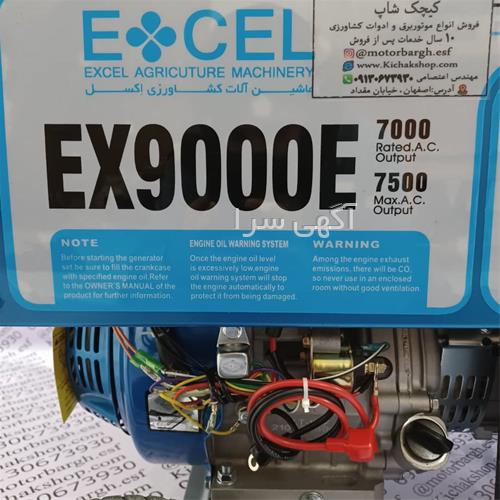 کیچک شاپ
فروش انواع موتوربرق و ادوات کشاورزی
۱۰ سال خدمات پس از فروش
@motorbargh.esf
www.Kichakshop.com
مهندس اعتصامی ۰۹۱۳۰۶۷۳۹۳۰
آدرس:اصفهان، خیابان مقداد
EXCEL
EXCEL AGRICUTURE MACHINERY
ماشین آلات کشاورزی اکسل
EX9000E
7000
Rated.A.C.
Output
7500
Max.A.C.
Output
آگهی سرا
NOTE
Before starting the generator
set be sure to fill the crankcase
with specified engine oil.Refer
to the OWNER'S MANUAL of the
product for further information.
ENGINE OIL WARNING SYSTEM
Once the engine oil level
is excessively low,engine
oil warning system will stop
the engine automatically to
protect it from being damaged.
WARNING
Among the engine exhaust
emissions, there will be CO,
so never use in an enclosed
room without good ventilation.